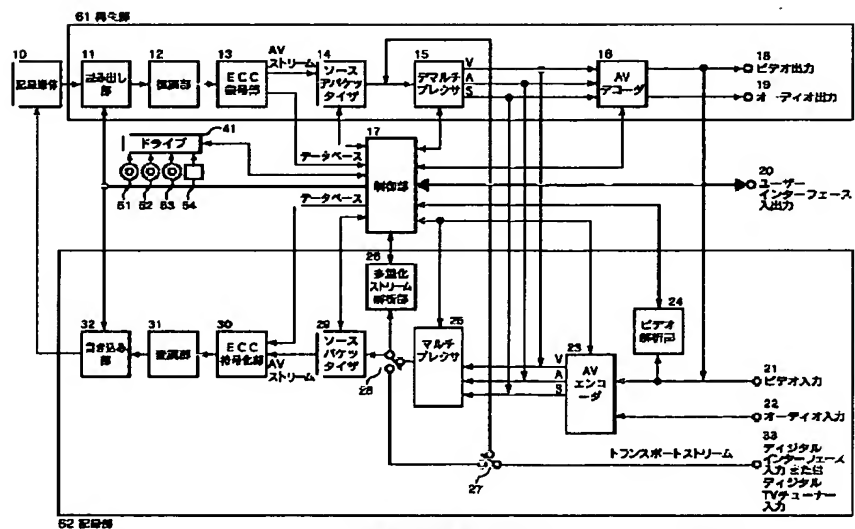 61 再生部
10
記録媒体
11
読み出し
部
12
復調部
13
ECC
復号部
AV
ストリーム
14
ソース
デパケッ
タイザ
15
デマルチ
プレクサ
V
A
S
16
AV
デコーダ
18
ビデオ出力
19
オーディオ出力
41
ドライブ
51
52
53
54
データベース
17
制御部
データベース
20
ユーザー
インターフェース
入出力
26
多重化
ストリーム
解析部
32
書き込み
部
31
変調部
30
ECC
符号化部
AV
ストリーム
29
ソース
パケッ
タイザ
28
25
マルチ
プレクサ
V
A
S
23
AV
エンコ
ーダ
24
ビデオ
解析部
21
ビデオ入力
22
オーディオ入力
トランスポートストリーム
27
33
ディジタル
インターフェース
入力または
ディジタル
TVチューナー
入力
62 記録部